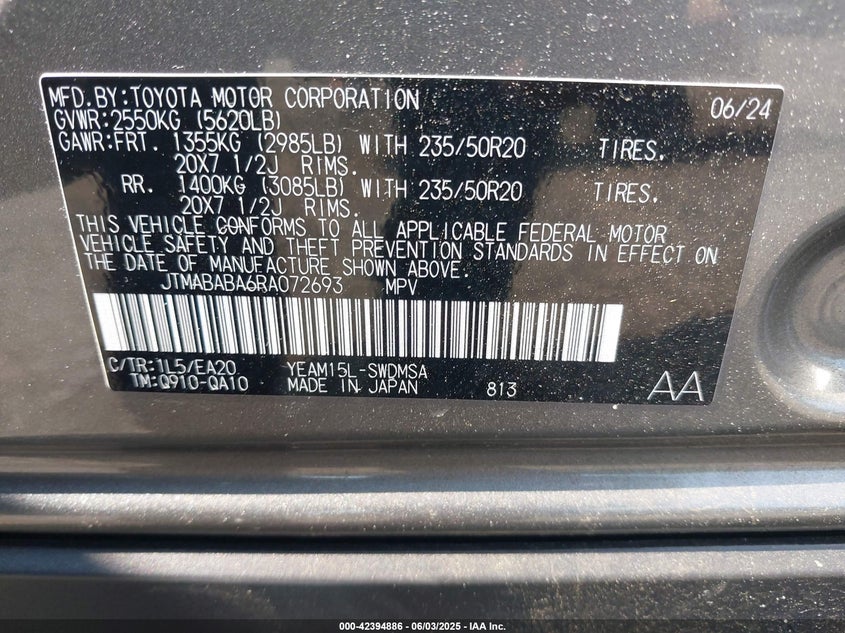 MFD.BY:TOYOTA MOTOR CORPORATION 06/24
GVWR:2550KG (5620LB)
GAWR:FRT. 1355KG (2985LB) WITH 235/50R20 TIRES.
20X7 1/2J RIMS.
RR. 1400KG (3085LB) WITH 235/50R20 TIRES.
20X7 1/2J RIMS.
THIS VEHICLE CONFORMS TO ALL APPLICABLE FEDERAL MOTOR
VEHICLE SAFETY AND THEFT PREVENTION STANDARDS IN EFFECT ON
THE DATE OF MANUFACTURE SHOWN ABOVE.
JTMABABA6RA072693 MPV
C/TR:1L5/EA20 YEAM15L-SWDMSA
TM:Q910-QA10 MADE IN JAPAN 813 AA
000-42394886 - 06/03/2025 - IAA Inc.